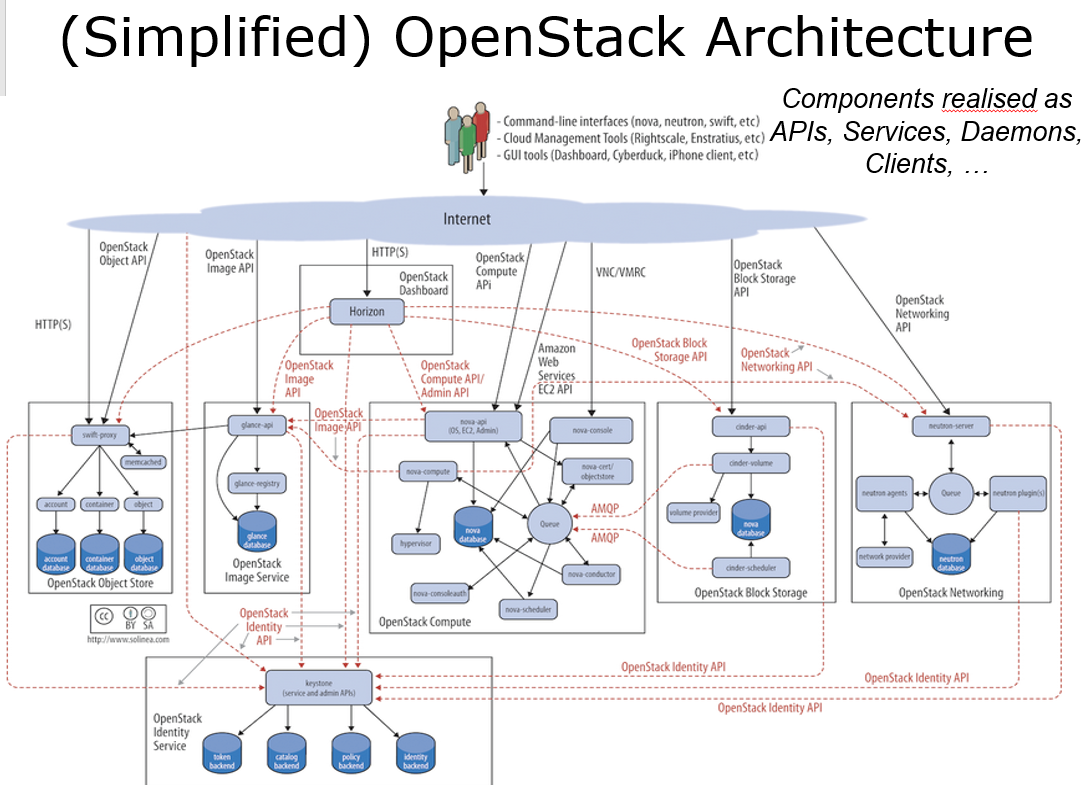 (Simplified) OpenStack Architecture
Components realised as
APIs, Services, Daemons,
Clients, …
- Command-line interfaces (nova, neutron, swift, etc)
- Cloud Management Tools (Rightscale, Enstratius, etc)
- GUI tools (Dashboard, Cyberduck, iPhone client, etc)
Internet
OpenStack
Object API
HTTP(S)
OpenStack
Image API
HTTP(S)
OpenStack
Dashboard
Horizon
OpenStack
Compute
APi
VNC/VMRC
Amazon
Web
Services
EC2 API
OpenStack
Block Storage
API
OpenStack
Networking
API
OpenStack
Image
API
OpenStack
Compute API/
Admin API
OpenStack Block
Storage API
OpenStack
Networking API
OpenStack
Image API
swift-proxy
memcached
account
container
object
account
database
container
database
object
database
OpenStack Object Store
glance-api
glance-registry
glance
database
OpenStack
Image Service
nova-api
(OS, EC2, Admin)
nova-console
nova-compute
nova-cert/
objectstore
hypervisor
nova
database
Queue
nova-conductor
nova-consoleauth
nova-scheduler
OpenStack Compute
AMQP
AMQP
cinder-api
cinder-volume
volume provider
nova
database
cinder-scheduler
OpenStack Block Storage
neutron-server
neutron agents
Queue
neutron plugin(s)
network provider
neutron
database
OpenStack Networking
cc
BY SA
http://www.solinea.com
OpenStack
Identity
API
OpenStack Identity API
OpenStack Identity API
OpenStack Identity API
keystone
(service and admin APIs)
OpenStack
Identity
Service
token
backend
catalog
backend
policy
backend
identity
backend